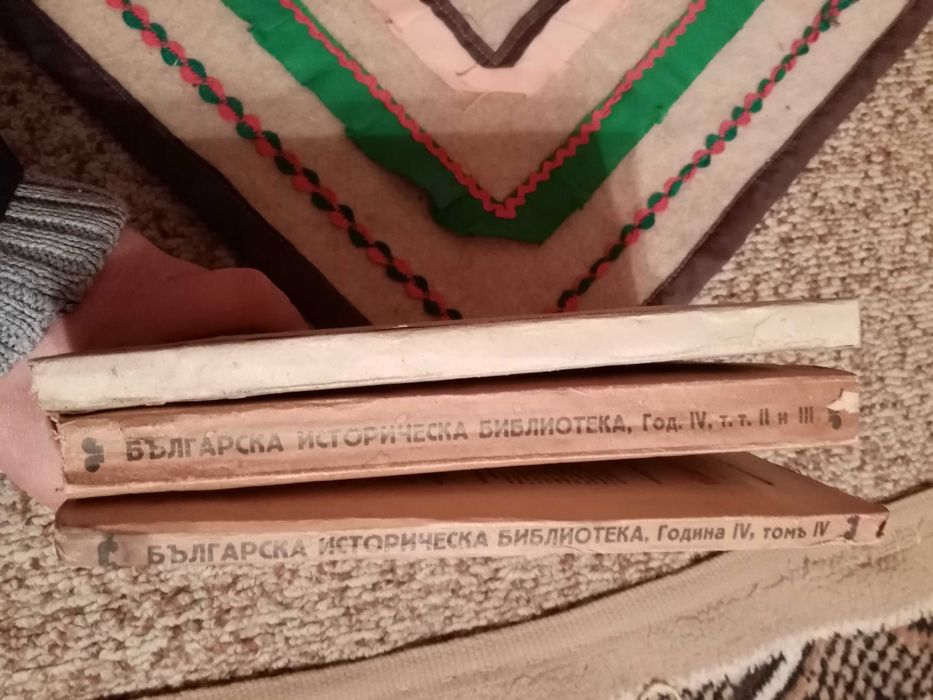 БЪЛГАРСКА ИСТОРИЧЕСКА БИБЛИОТЕКА, Год. IV, т. т. II и III
БЪЛГАРСКА ИСТОРИЧЕСКА БИБЛИОТЕКА, Година IV, томъ IV